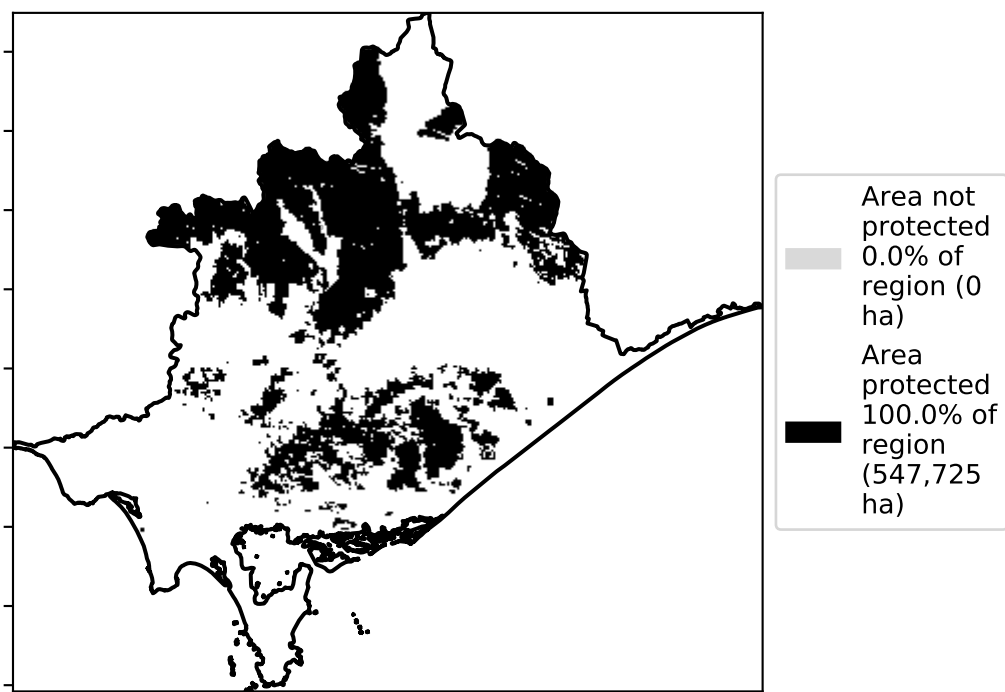 Area not
protected
0.0% of
region (0
ha)
Area
protected
100.0% of
region
(547,725
ha)